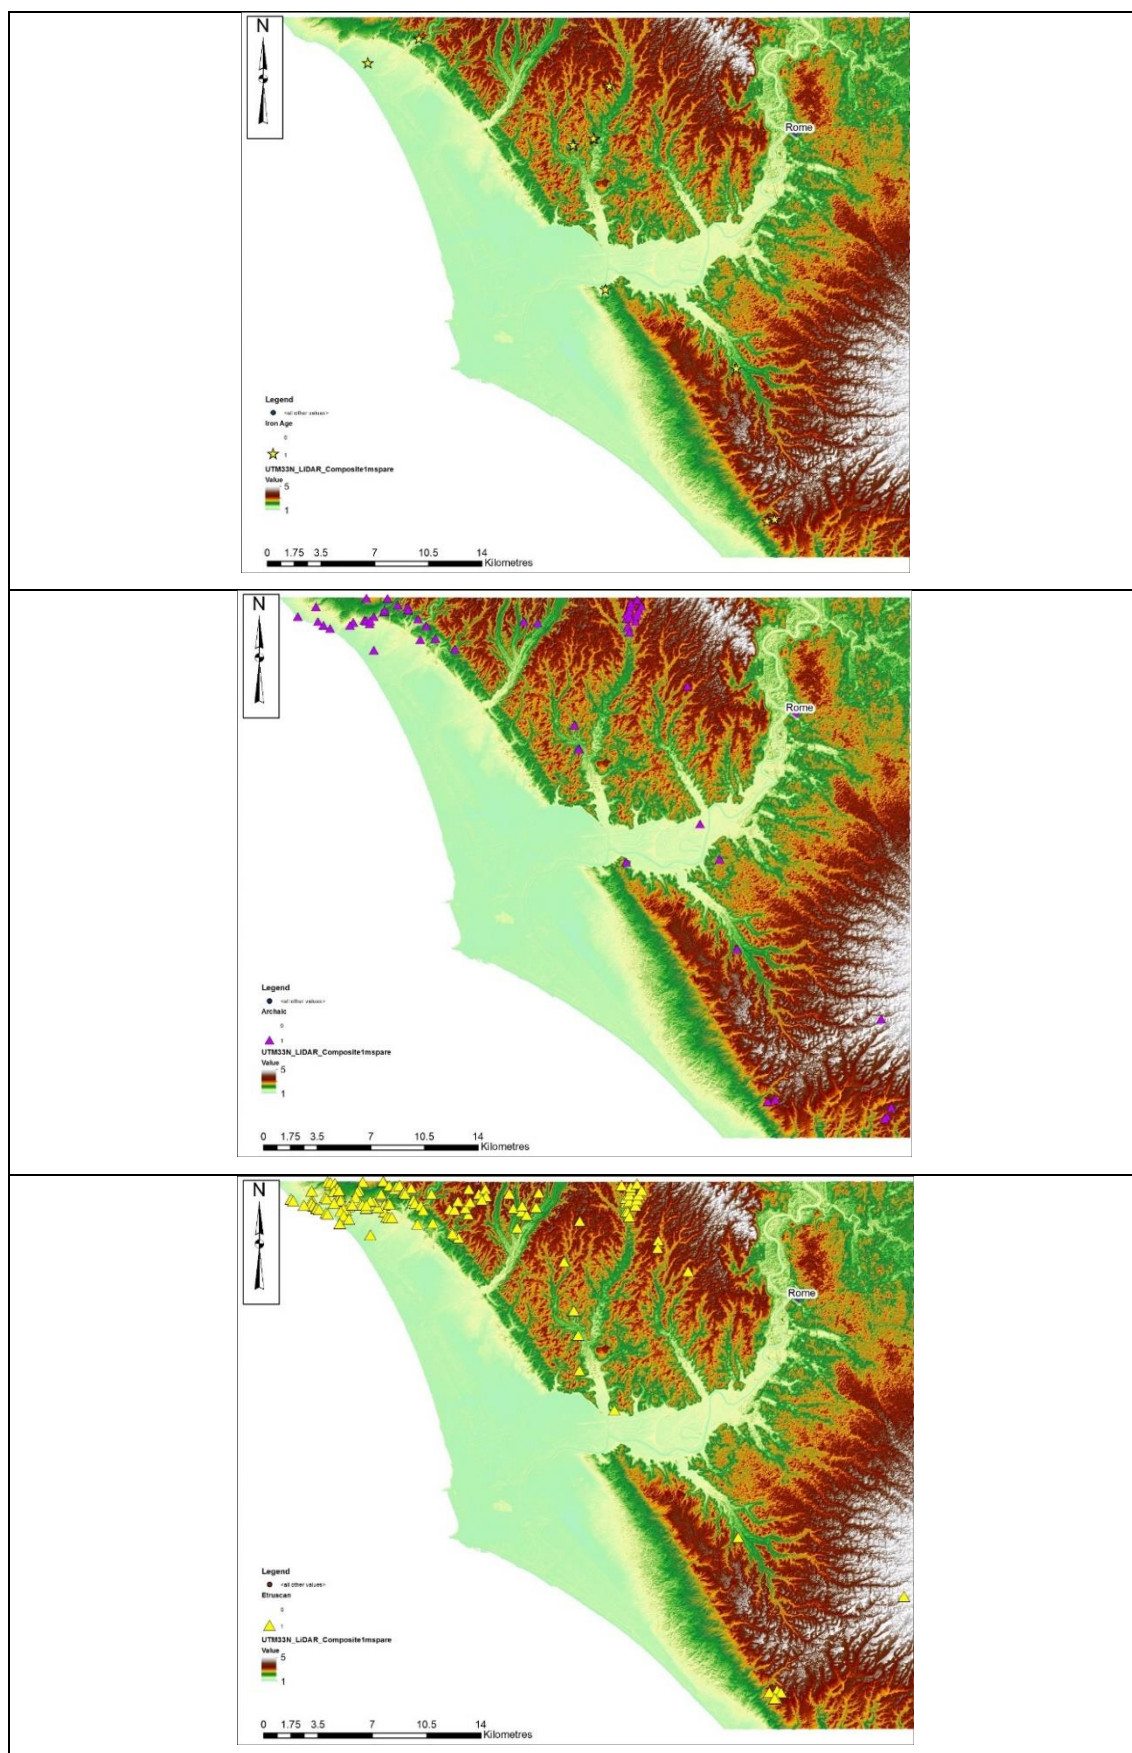 N
Rome
Legend
<all other values>
Iron Age
0
1
UTM33N_LiDAR_Composite1mspare
Value
5
1
0 1.75 3.5 7 10.5 14
Kilometres
N
Rome
Legend
<all other values>
Archaic
0
1
UTM33N_LiDAR_Composite1mspare
Value
5
1
0 1.75 3.5 7 10.5 14
Kilometres
N
Rome
Legend
<all other values>
Etruscan
0
1
UTM33N_LiDAR_Composite1mspare
Value
5
1
0 1.75 3.5 7 10.5 14
Kilometres